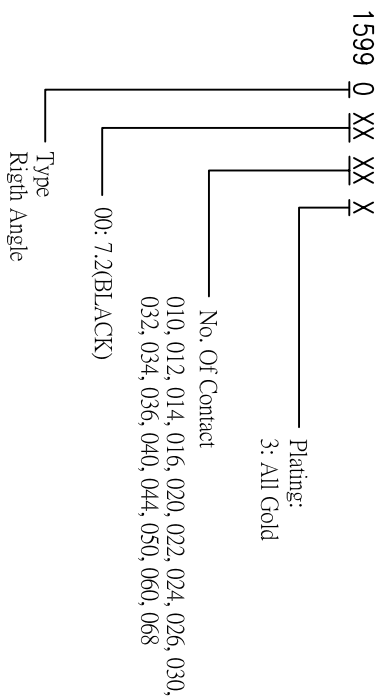 1599 0 XX XX X
Plating:
3: All Gold
No. Of Contact
010, 012, 014, 016, 020, 022, 024, 026, 030,
032, 034, 036, 040, 044, 050, 060, 068
00: 7.2(BLACK)
Type
Rigth Angle